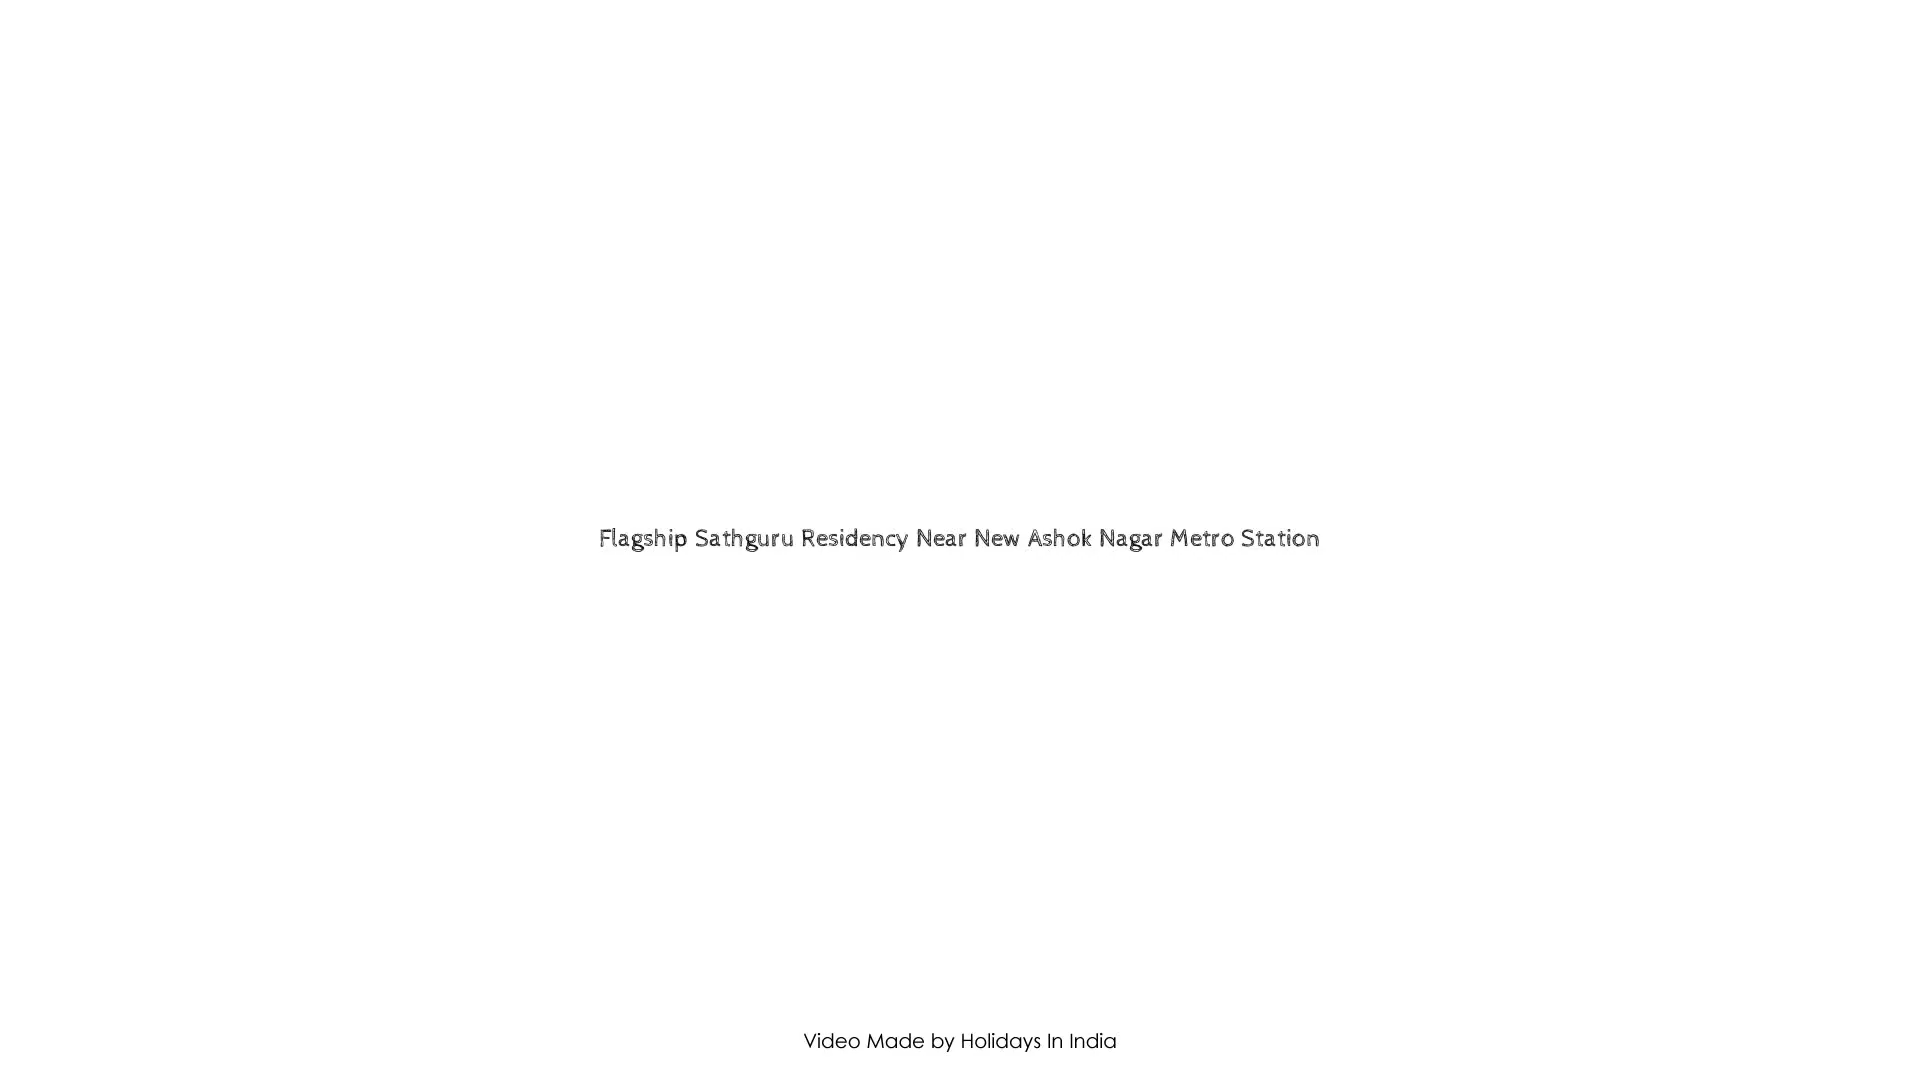 Flagship Sathguru Residency Near New Ashok Nagar Metro Station
Video Made by Holidays In India